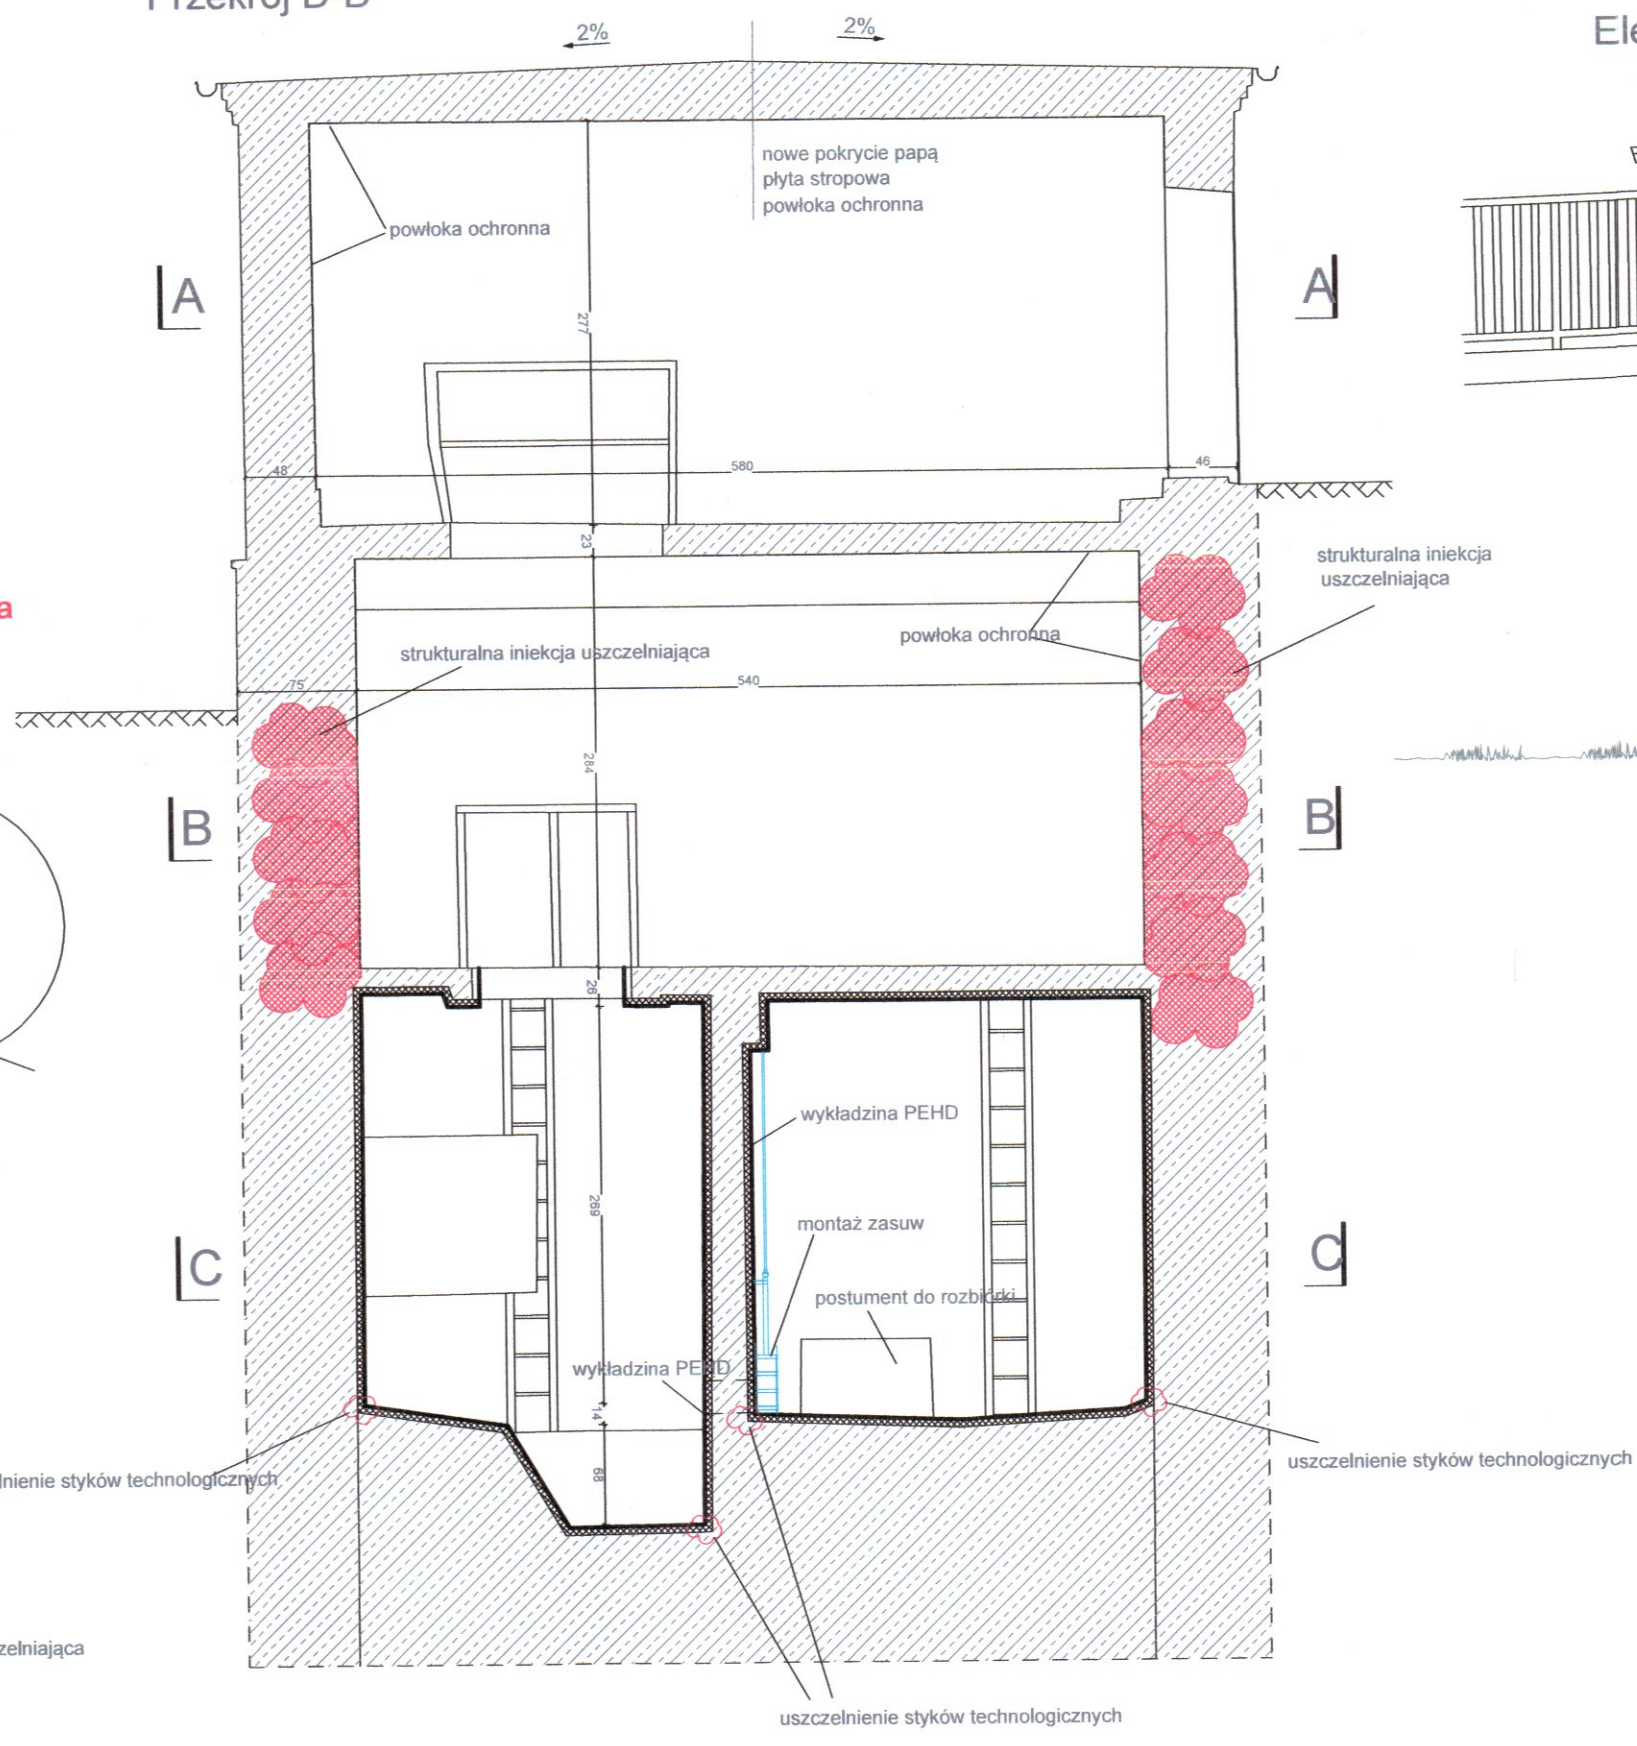 Przekrój D-D
2%
2%
nowe pokrycie papą
płyta stropowa
powłoka ochronna
powłoka ochronna
A
A
277
48
580
46
23
strukturalna iniekcja
uszczelniająca
a
powłoka ochronna
strukturalna iniekcja uszczelniająca
75
540
284
B
B
26
wykładzina PEHD
269
montaż zasuw
C
C
postument do rozbiórki
wykładzina PEHD
14
68
lnienie styków technologicznych
uszczelnienie styków technologicznych
zelniająca
uszczelnienie styków technologicznych